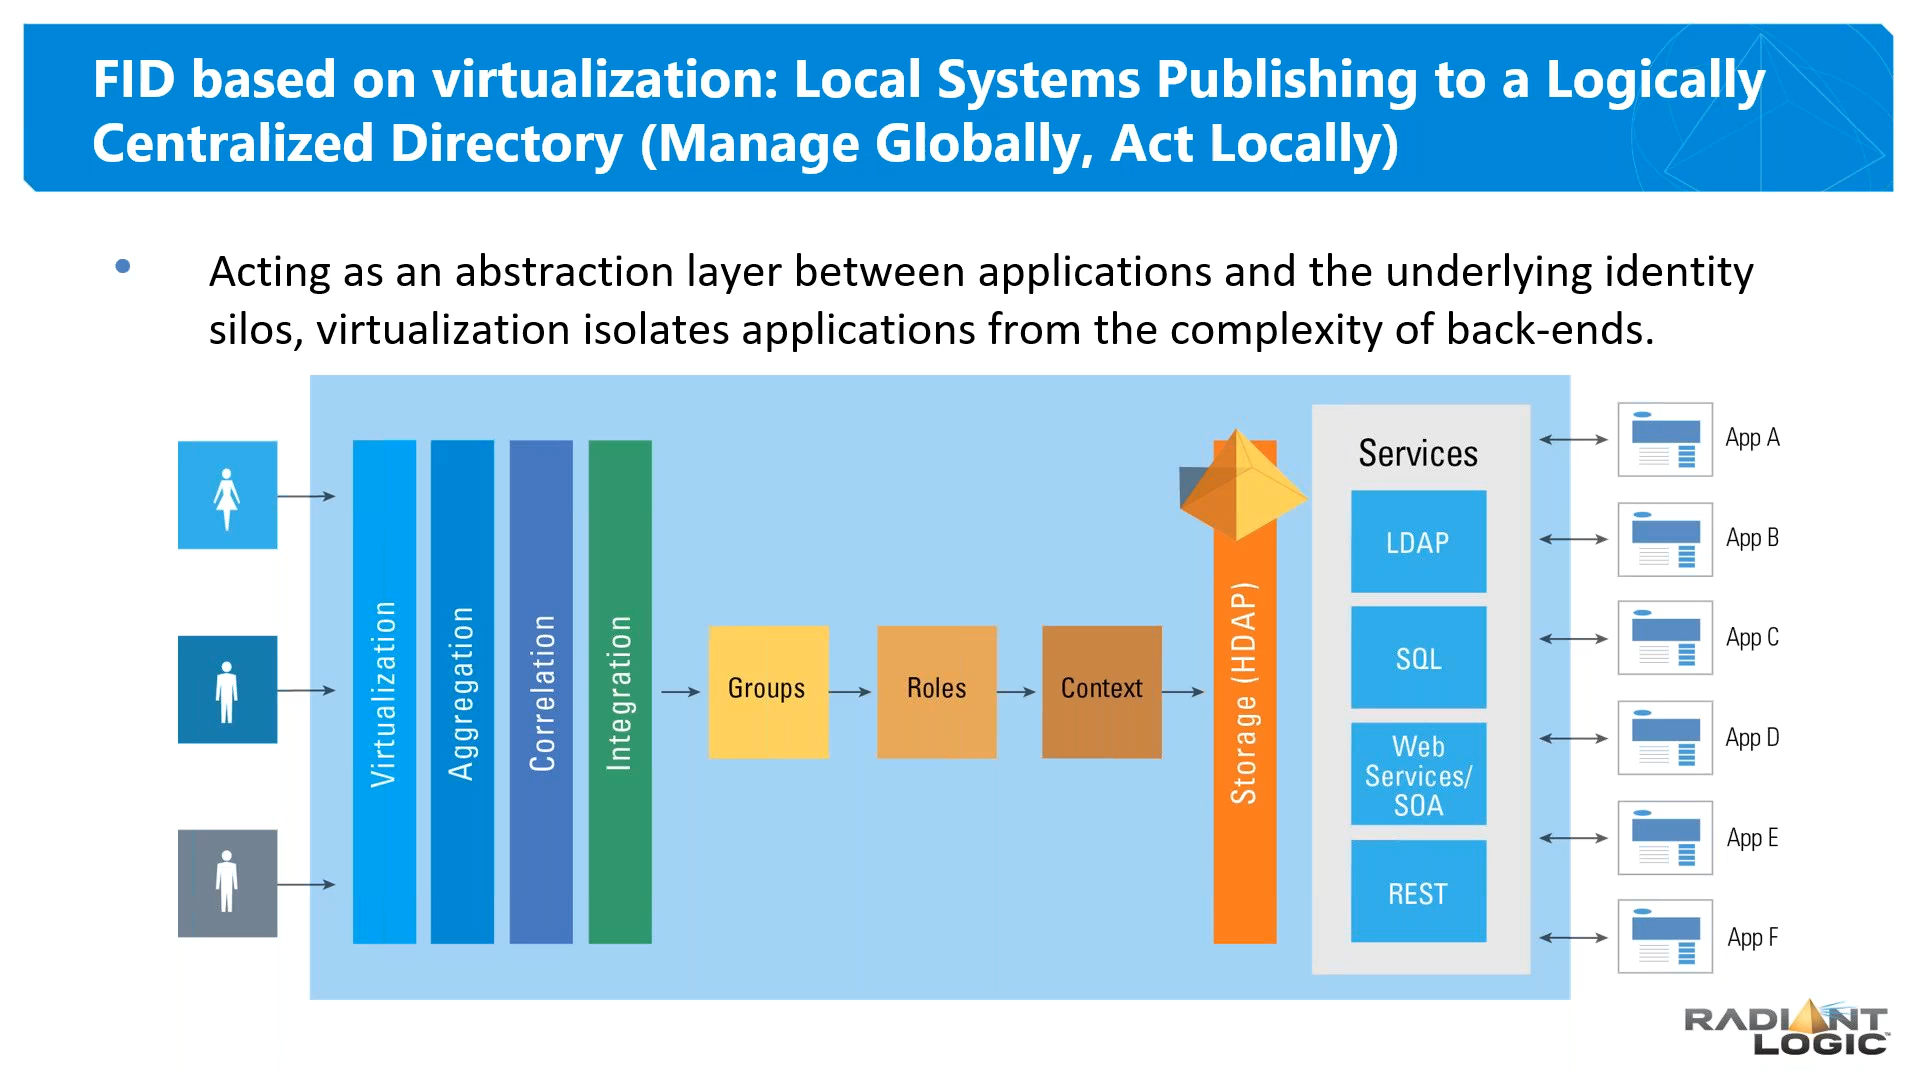 FID based on virtualization: Local Systems Publishing to a Logically
Centralized Directory (Manage Globally, Act Locally)
• Acting as an abstraction layer between applications and the underlying identity
silos, virtualization isolates applications from the complexity of back-ends.
Virtualization
Aggregation
Correlation
Integration
Groups
Roles
Context
Storage (HDAP)
Services
LDAP
SQL
Web
Services/
SOA
REST
App A
App B
App C
App D
App E
App F
RADIANT
LOGIC™